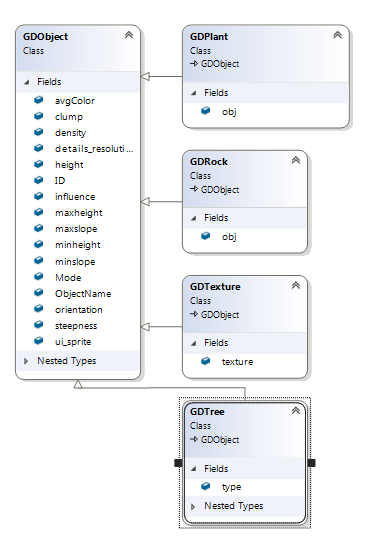 GDObject
Class
Fields
avgColor
clump
density
details_resoluti...
height
ID
influence
maxheight
maxslope
minheight
minslope
Mode
ObjectName
orientation
steepness
ui_sprite
Nested Types
GDPlant
Class
GDObject
Fields
obj
GDRock
Class
GDObject
Fields
obj
GDTexture
Class
GDObject
Fields
texture
GDTree
Class
GDObject
Fields
type
Nested Types